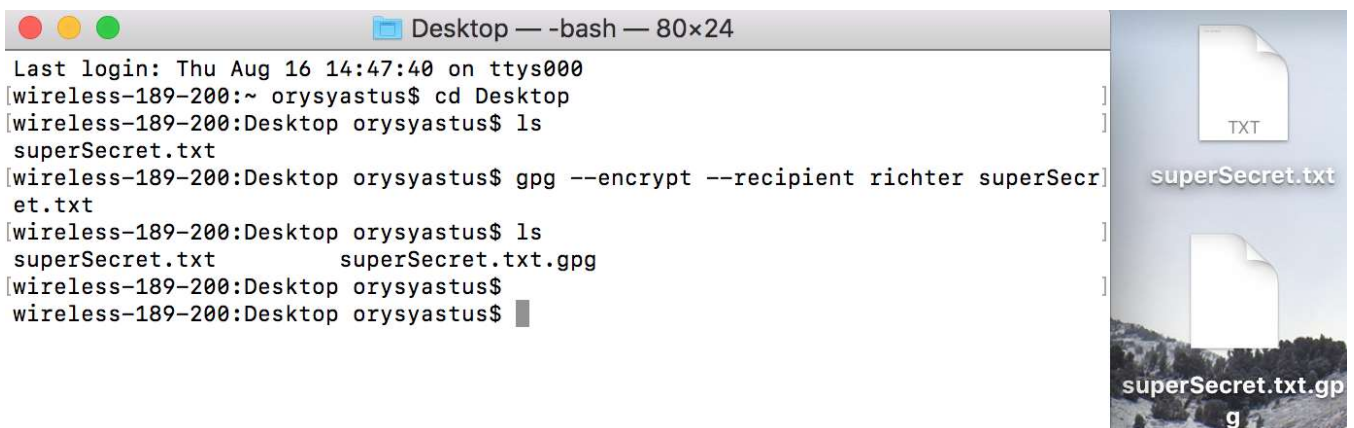 Desktop — -bash — 80×24
Last login: Thu Aug 16 14:47:40 on ttys000
[wireless-189-200:~ orysyastus$ cd Desktop ]
[wireless-189-200:Desktop orysyastus$ ls ]
superSecret.txt
[wireless-189-200:Desktop orysyastus$ gpg --encrypt --recipient richter superSecr]
et.txt
[wireless-189-200:Desktop orysyastus$ ls ]
superSecret.txt superSecret.txt.gpg
[wireless-189-200:Desktop orysyastus$ ]
wireless-189-200:Desktop orysyastus$
TXT
superSecret.txt
superSecret.txt.gp
g